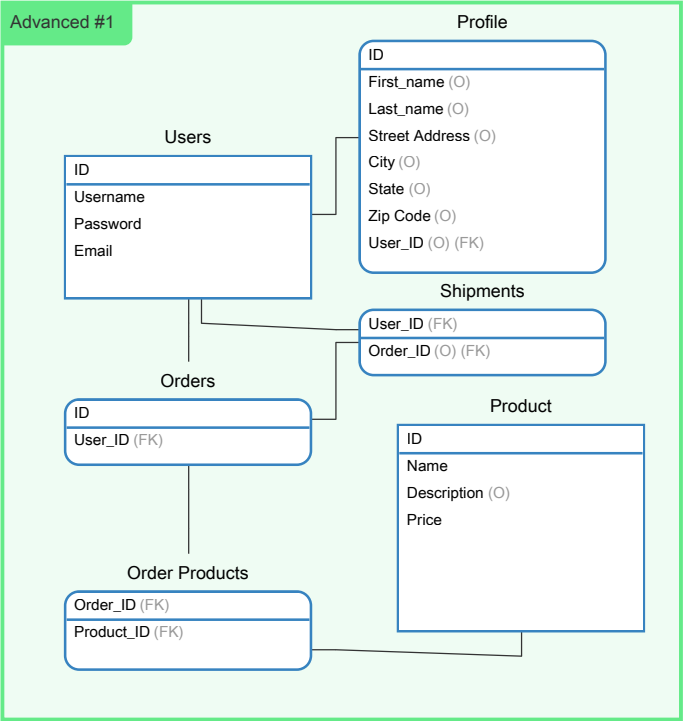 Advanced #1
Profile
ID
First_name (O)
Last_name (O)
Street Address (O)
City (O)
State (O)
Zip Code (O)
User_ID (O) (FK)
Users
ID
Username
Password
Email
Shipments
User_ID (FK)
Order_ID (O) (FK)
Orders
ID
User_ID (FK)
Product
ID
Name
Description (O)
Price
Order Products
Order_ID (FK)
Product_ID (FK)